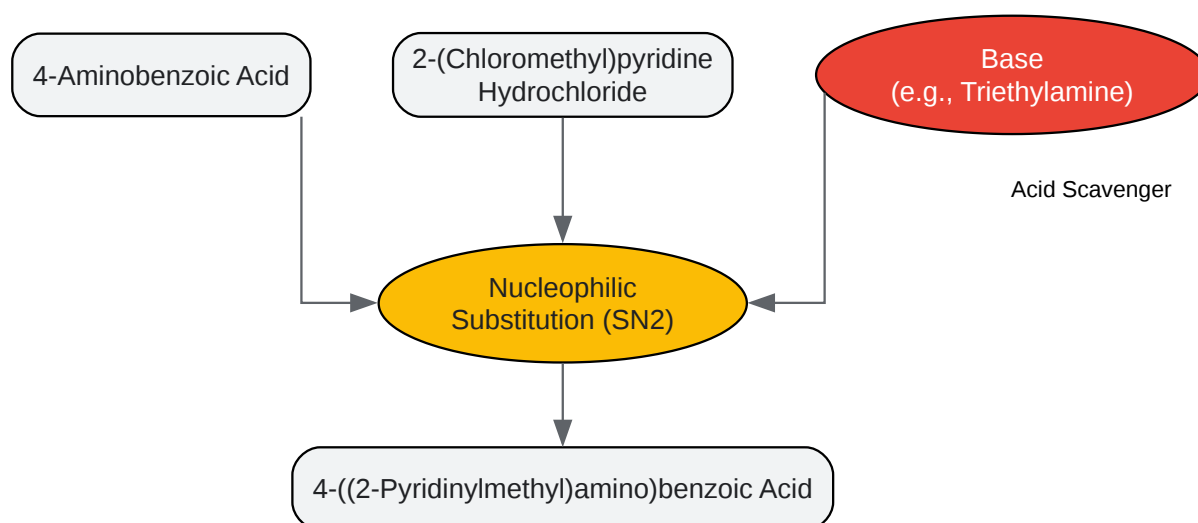 4-Aminobenzoic Acid
2-(Chloromethyl)pyridine
Hydrochloride
Base
(e.g., Triethylamine)
Acid Scavenger
Nucleophilic
Substitution (SN2)
4-((2-Pyridinylmethyl)amino)benzoic Acid